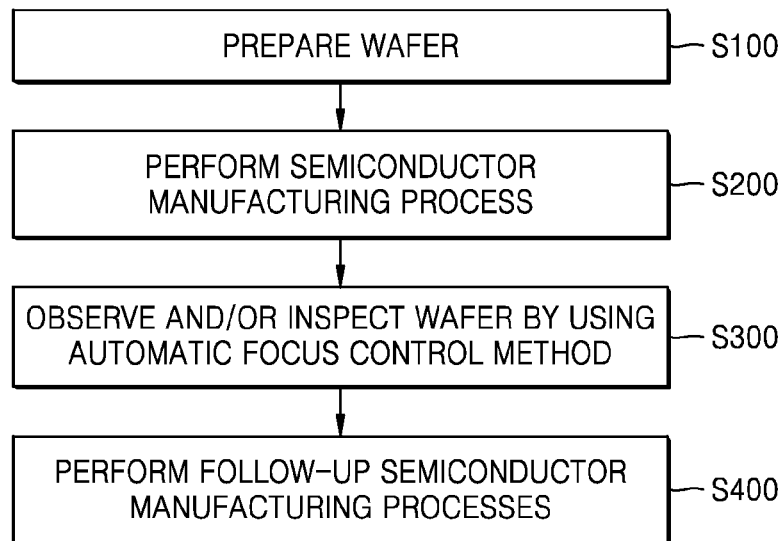 PREPARE WAFER
S100
PERFORM SEMICONDUCTOR
MANUFACTURING PROCESS
S200
OBSERVE AND/OR INSPECT WAFER BY USING
AUTOMATIC FOCUS CONTROL METHOD
S300
PERFORM FOLLOW-UP SEMICONDUCTOR
MANUFACTURING PROCESSES
S400